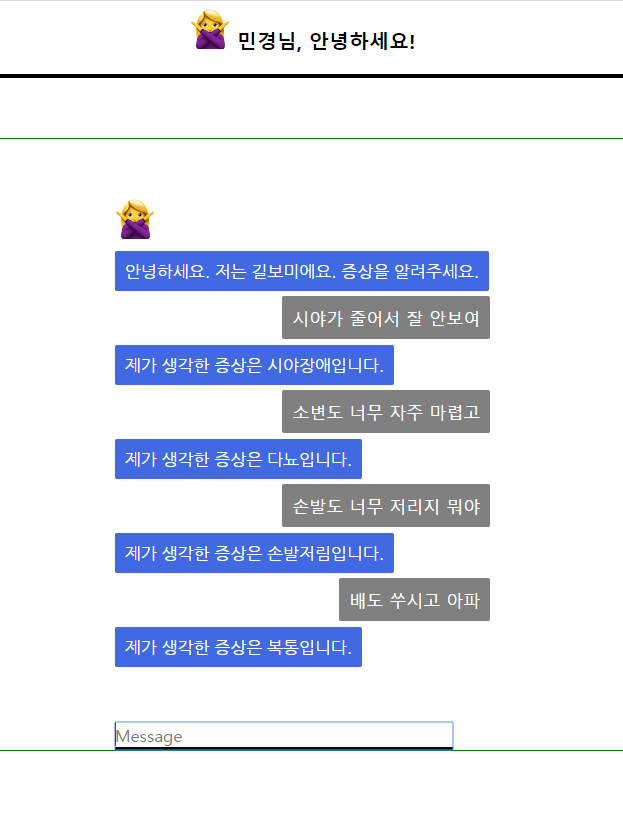 민경님, 안녕하세요!
안녕하세요. 저는 길보미에요. 증상을 알려주세요.
시야가 줄어서 잘 안보여
제가 생각한 증상은 시야장애입니다.
소변도 너무 자주 마렵고
제가 생각한 증상은 다뇨입니다.
손발도 너무 저리지 뭐야
제가 생각한 증상은 손발저림입니다.
배도 쑤시고 아파
제가 생각한 증상은 복통입니다.
Message